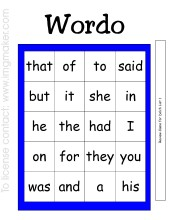 Wordo
that of to said
but it she in
he the had I
on for they you
was and a his
To license contact: www.imgmaker.com